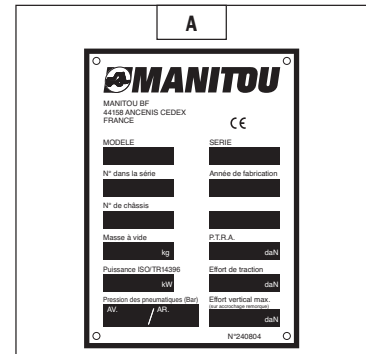 A
MANITOU
MANITOU BF
44158 ANCENIS CEDEX
FRANCE
CE
MODELE
SERIE
N° dans la série
Année de fabrication
N° de châssis
Masse à vide
P.T.R.A.
kg
daN
Puissance ISO/TR14396
Effort de traction
kW
daN
Pression des pneumatiques (Bar)
Effort vertical max.
(sur accrochage remorque)
AV. / AR.
daN
N°240804